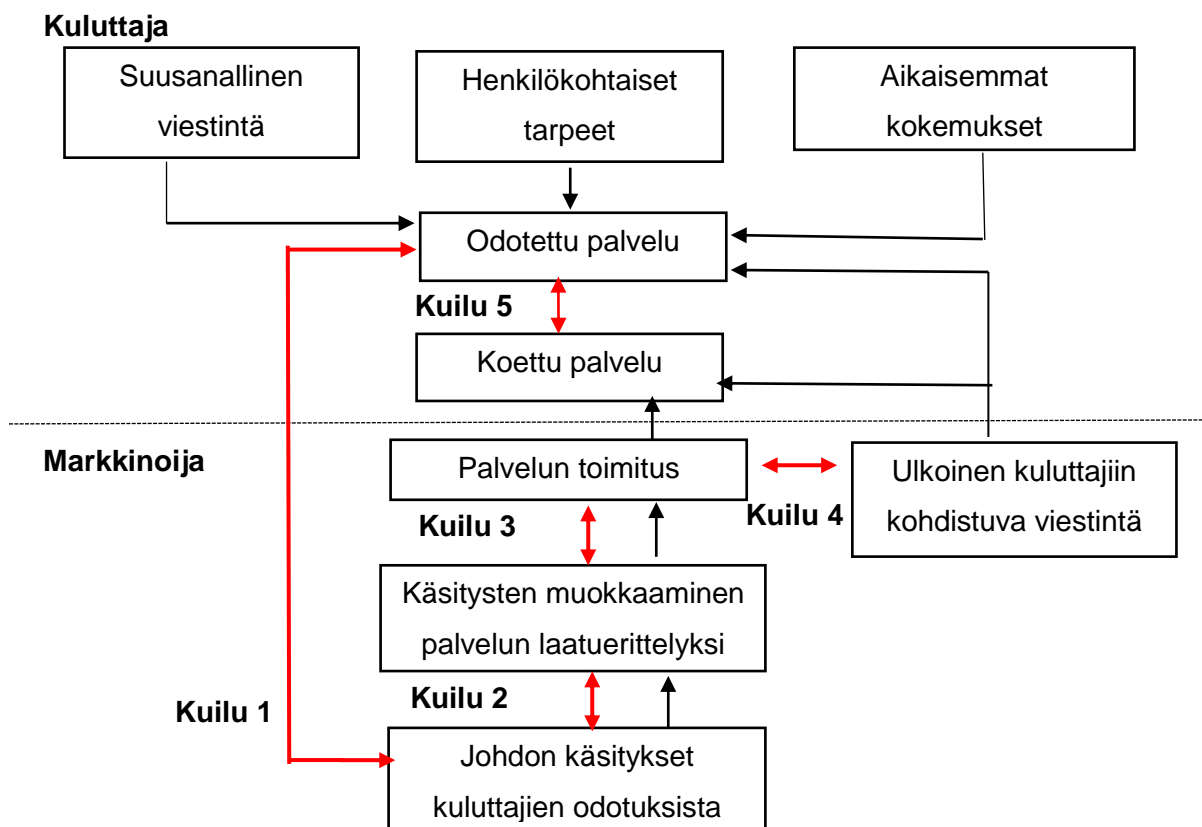 Kuluttaja
Suusanallinen
viestintä
Henkilökohtaiset
tarpeet
Aikaisemmat
kokemukset
Odotettu palvelu
Kuilu 5
Koettu palvelu
Markkinoija
Palvelun toimitus
Kuilu 4
Ulkoinen kuluttajiin
kohdistuva viestintä
Kuilu 3
Käsitysten muokkaaminen
palvelun laatuerittelyksi
Kuilu 2
Kuilu 1
Johdon käsitykset
kuluttajien odotuksista